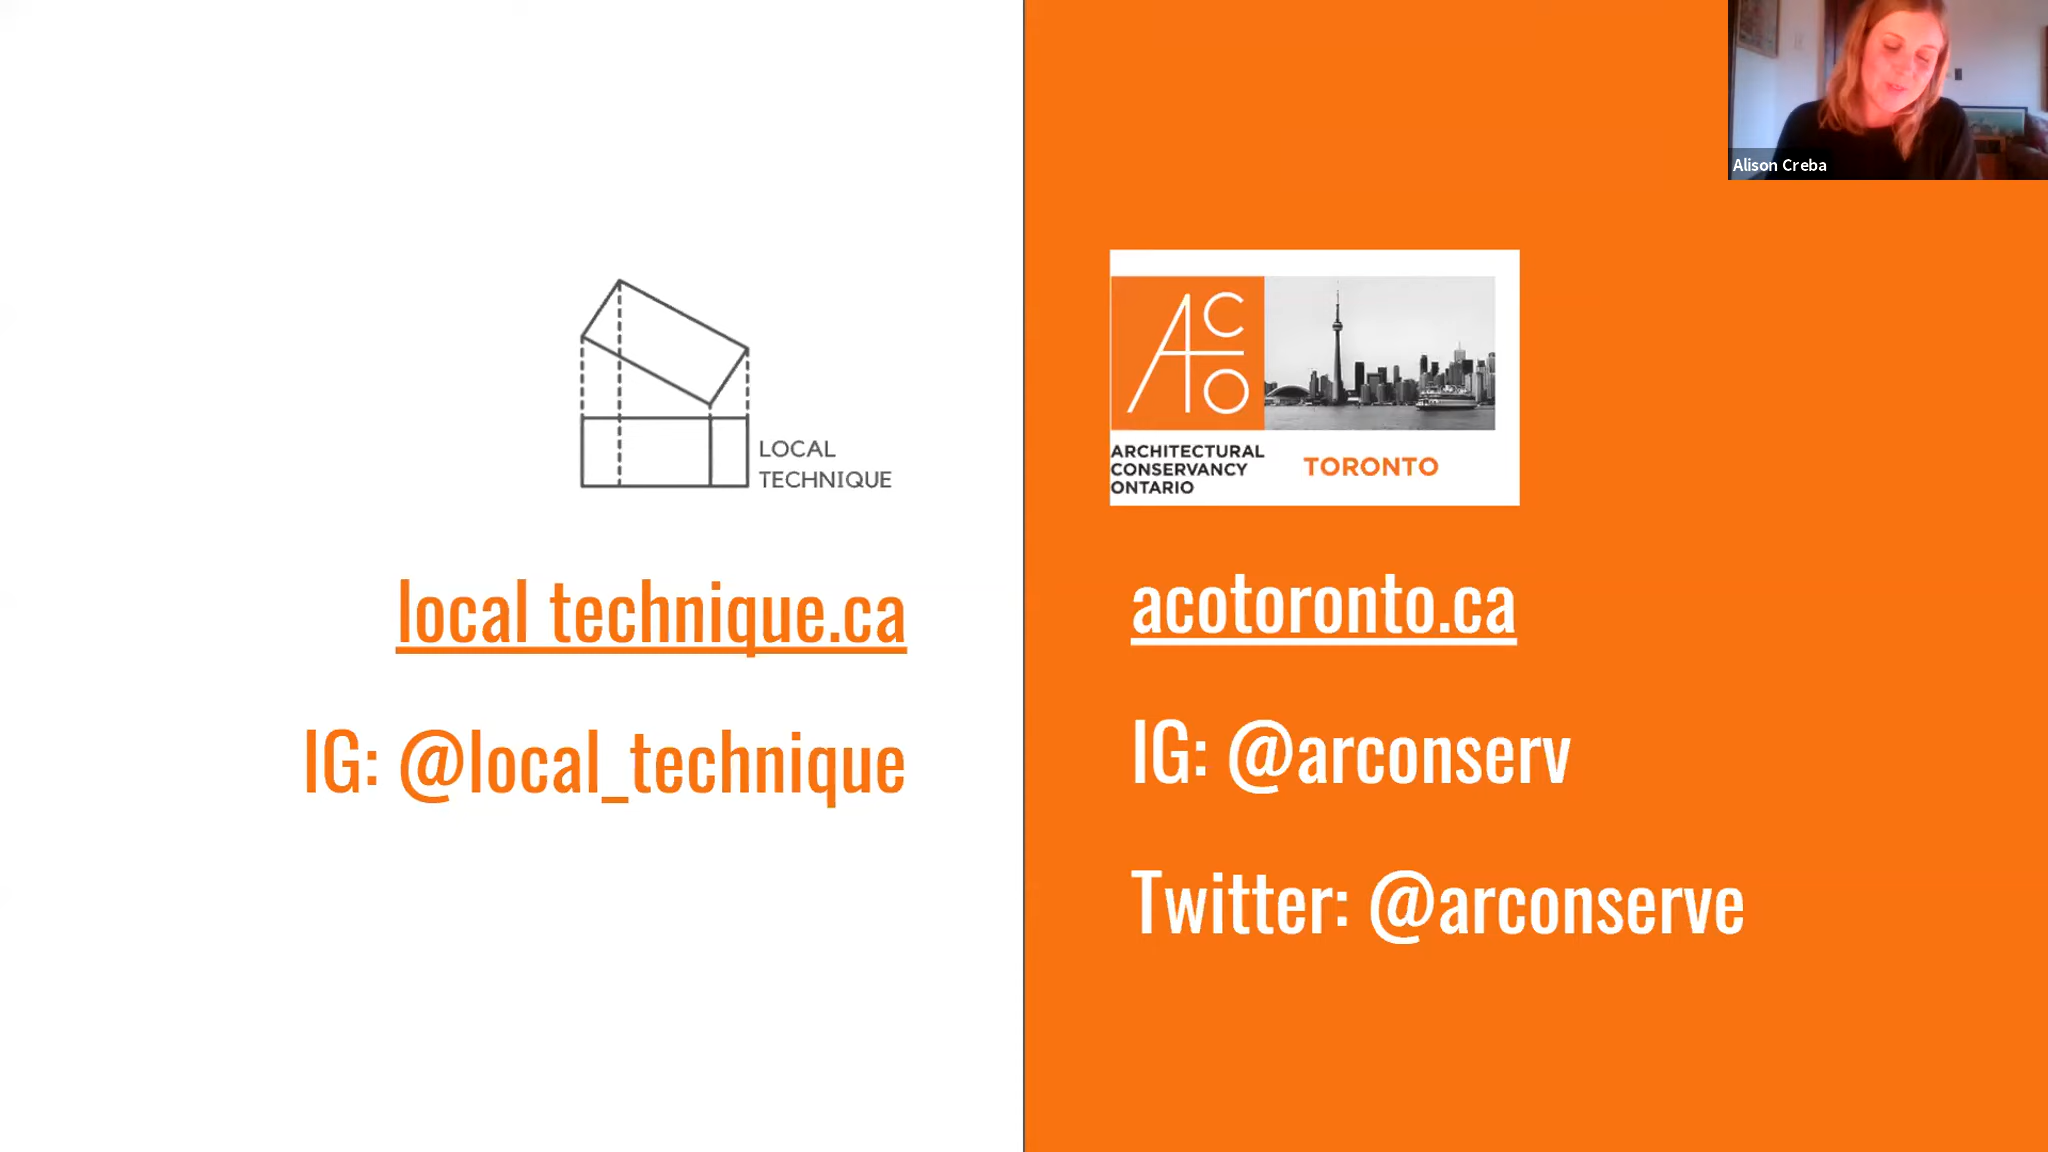 LOCAL
TECHNIQUE
local technique.ca
IG: @local_technique
Alison Creba
ACO
ARCHITECTURAL
CONSERVANCY
ONTARIO
TORONTO
acotoronto.ca
IG: @arconserv
Twitter: @arconserve